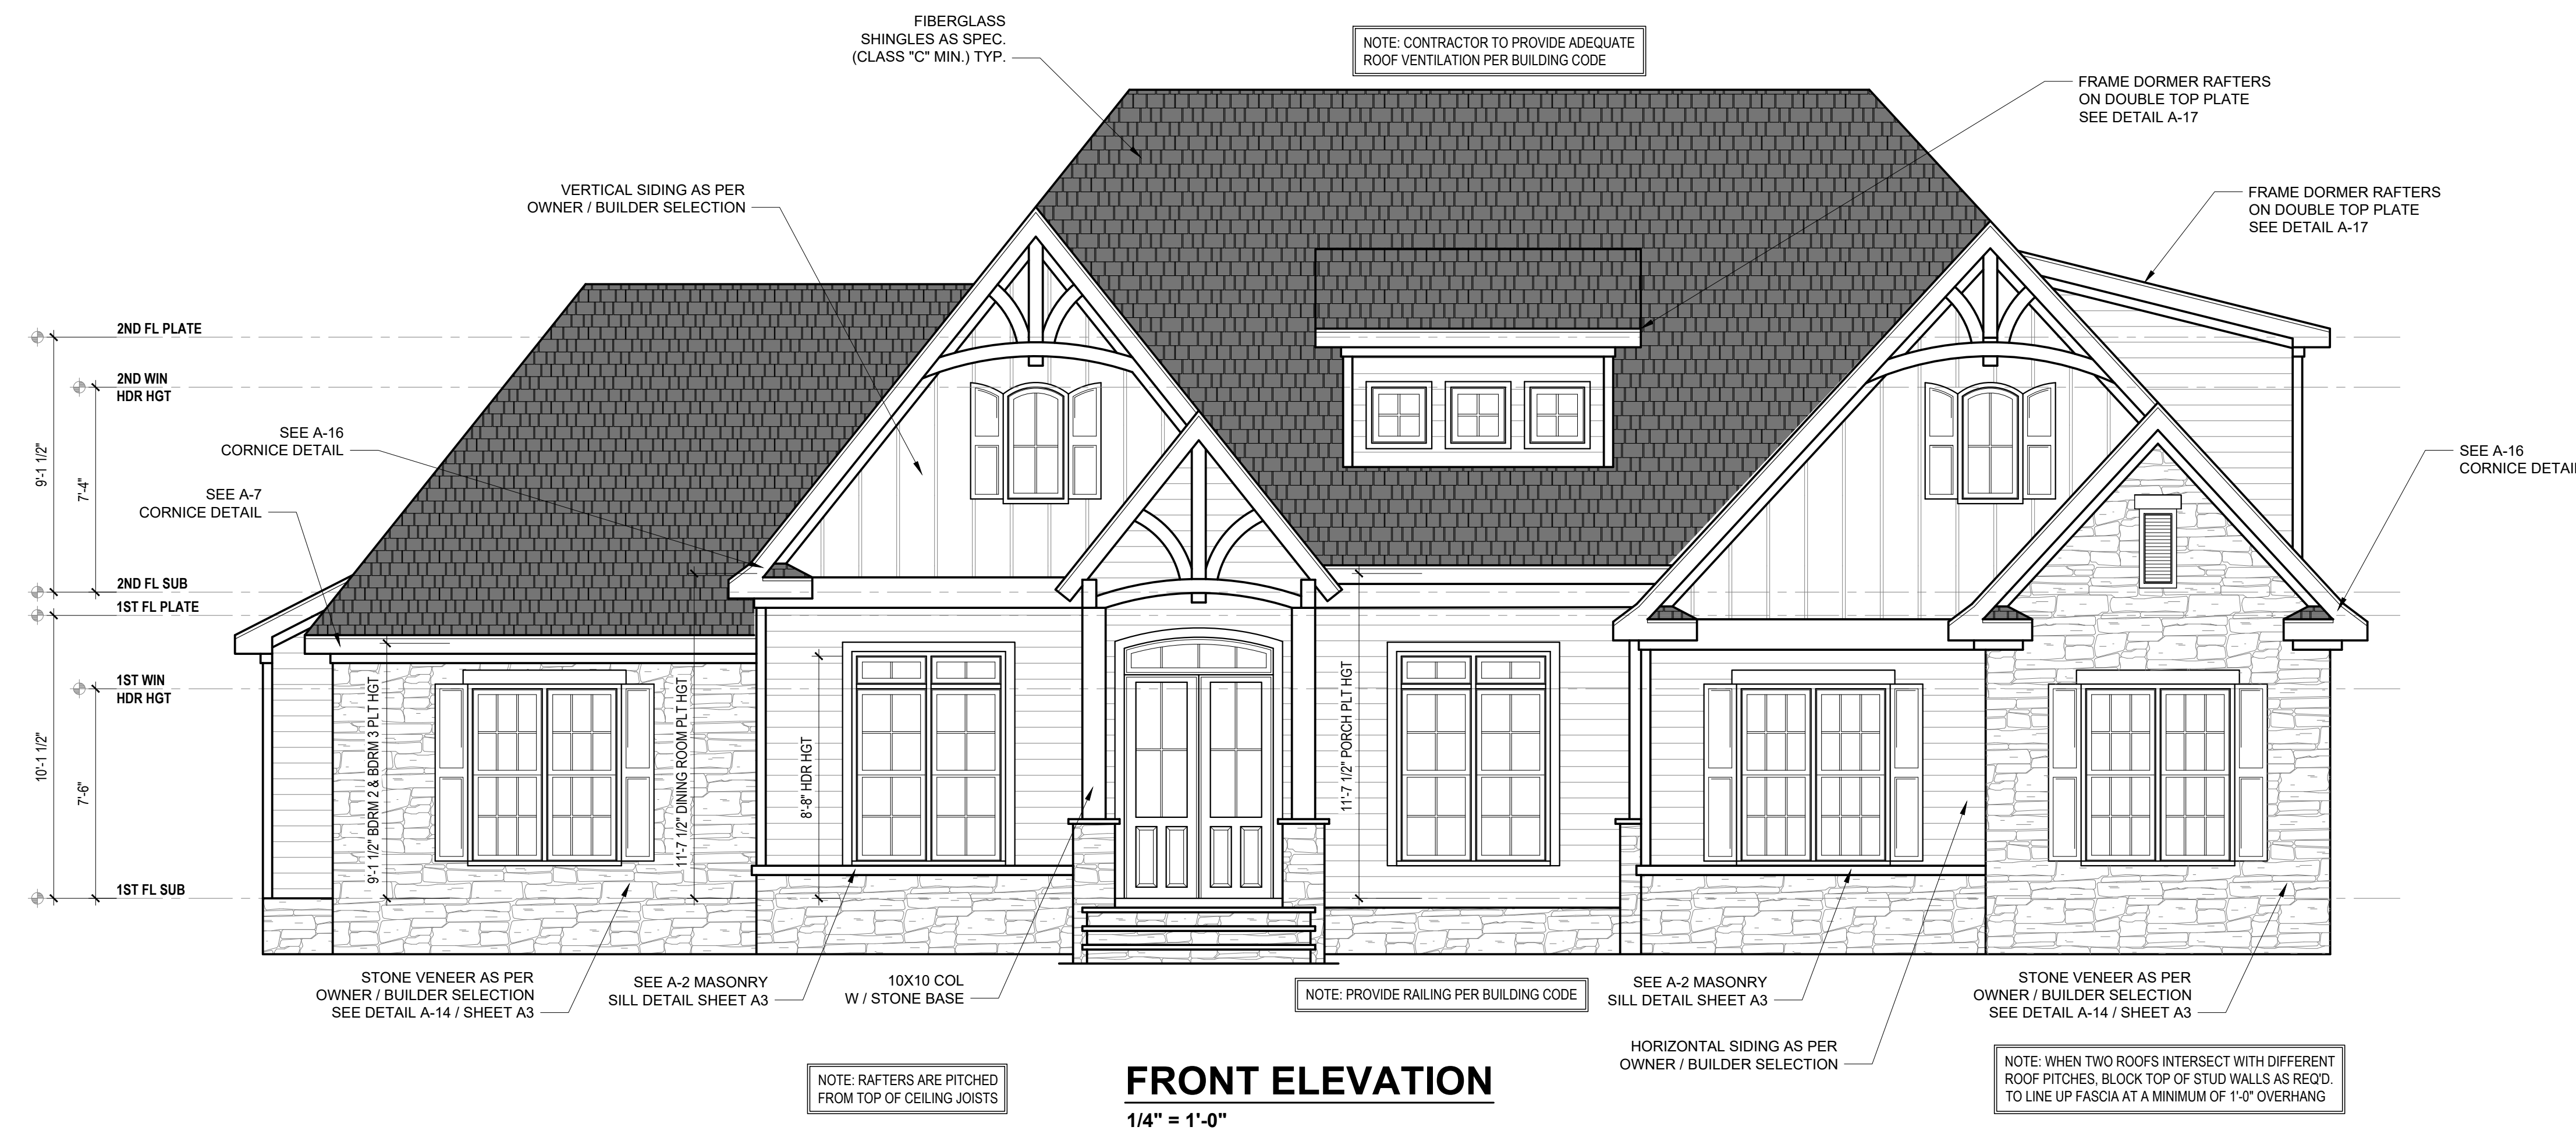 FIBERGLASS
SHINGLES AS SPEC.
(CLASS "C" MIN.) TYP.
NOTE: CONTRACTOR TO PROVIDE ADEQUATE
ROOF VENTILATION PER BUILDING CODE
FRAME DORMER RAFTERS
ON DOUBLE TOP PLATE
SEE DETAIL A-17
VERTICAL SIDING AS PER
OWNER / BUILDER SELECTION
FRAME DORMER RAFTERS
ON DOUBLE TOP PLATE
SEE DETAIL A-17
2ND FL PLATE
2ND WIN
HDR HGT
9'-1 1/2"
7'-4"
SEE A-16
CORNICE DETAIL
SEE A-7
CORNICE DETAIL
SEE A-16
CORNICE DETAI
2ND FL SUB
1ST FL PLATE
1ST WIN
HDR HGT
10'-1 1/2"
7'-6"
1ST FL SUB
9'-1 1/2" BDRM 2 & BDRM 3 PLT HGT
11'-7 1/2" DINING ROOM PLT HGT
8'-8" HDR HGT
11'-7 1/2" PORCH PLT HGT
STONE VENEER AS PER
OWNER / BUILDER SELECTION
SEE DETAIL A-14 / SHEET A3
SEE A-2 MASONRY
SILL DETAIL SHEET A3
10X10 COL
W / STONE BASE
NOTE: PROVIDE RAILING PER BUILDING CODE
SEE A-2 MASONRY
SILL DETAIL SHEET A3
STONE VENEER AS PER
OWNER / BUILDER SELECTION
SEE DETAIL A-14 / SHEET A3
HORIZONTAL SIDING AS PER
OWNER / BUILDER SELECTION
NOTE: RAFTERS ARE PITCHED
FROM TOP OF CEILING JOISTS
FRONT ELEVATION
1/4" = 1'-0"
NOTE: WHEN TWO ROOFS INTERSECT WITH DIFFERENT
ROOF PITCHES, BLOCK TOP OF STUD WALLS AS REQ'D.
TO LINE UP FASCIA AT A MINIMUM OF 1'-0" OVERHANG